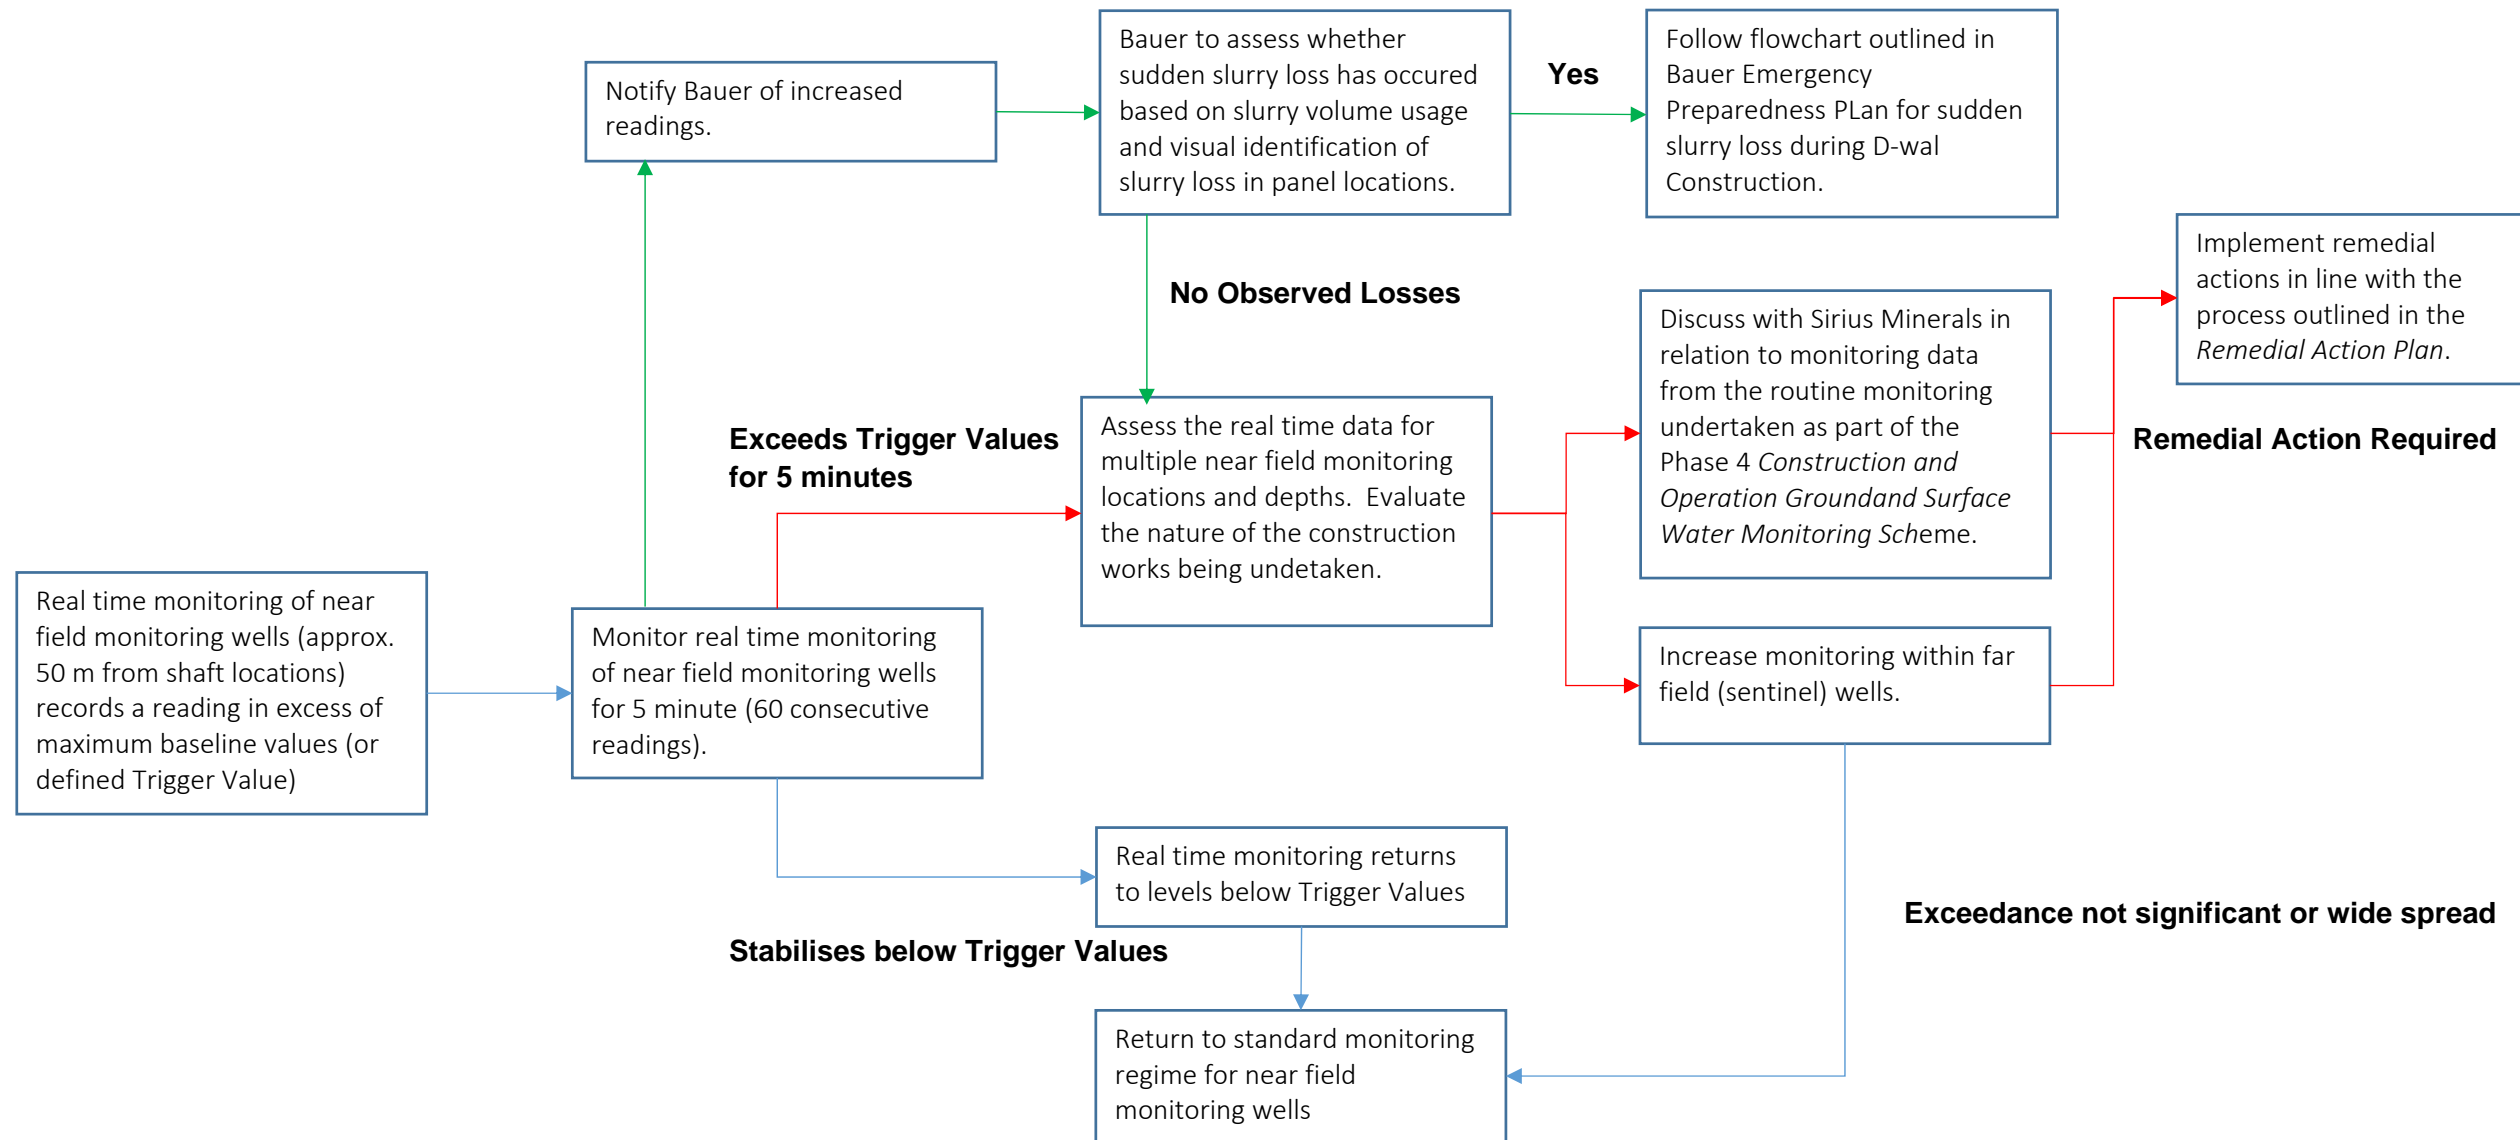 Notify Bauer of increased
readings.
Bauer to assess whether
sudden slurry loss has occured
based on slurry volume usage
and visual identification of
slurry loss in panel locations.
Yes
Follow flowchart outlined in
Bauer Emergency
Preparedness PLan for sudden
slurry loss during D-wal
Construction.
Implement remedial
actions in line with the
process outlined in the
Remedial Action Plan.
No Observed Losses
Discuss with Sirius Minerals in
relation to monitoring data
from the routine monitoring
undertaken as part of the
Phase 4 Construction and
Operation Groundand Surface
Water Monitoring Scheme.
Remedial Action Required
Exceeds Trigger Values
for 5 minutes
Assess the real time data for
multiple near field monitoring
locations and depths.  Evaluate
the nature of the construction
works being undetaken.
Real time monitoring of near
field monitoring wells (approx.
50 m from shaft locations)
records a reading in excess of
maximum baseline values (or
defined Trigger Value)
Monitor real time monitoring
of near field monitoring wells
for 5 minute (60 consecutive
readings).
Increase monitoring within far
field (sentinel) wells.
Real time monitoring returns
to levels below Trigger Values
Exceedance not significant or wide spread
Stabilises below Trigger Values
Return to standard monitoring
regime for near field
monitoring wells